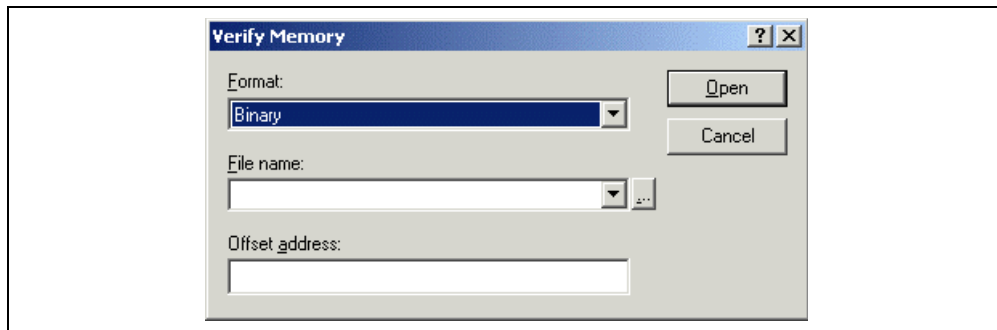 Verify Memory
Format:
Open
Binary
Cancel
File name:
...
Offset address: